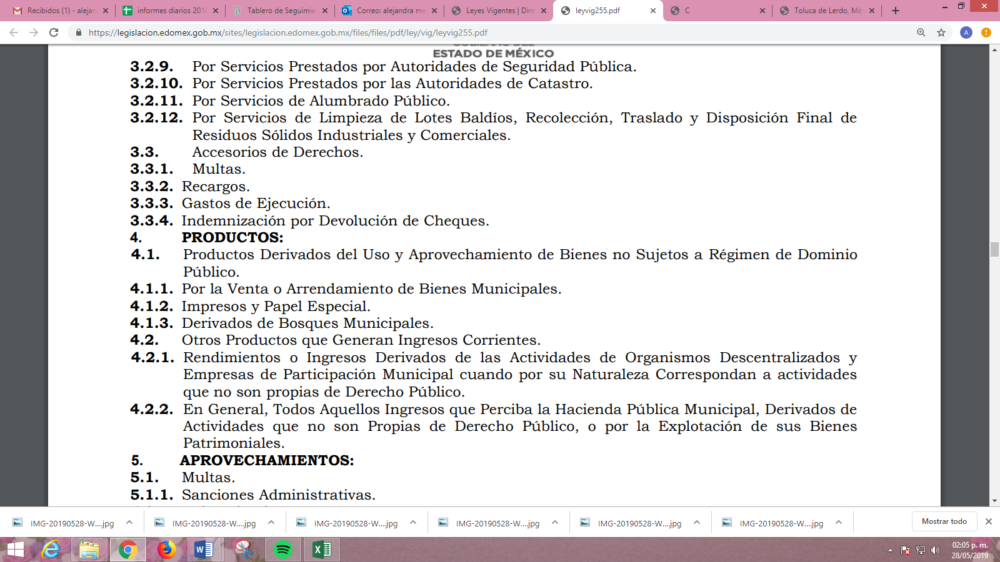 Recibidos (1) - alejan
informes diarios 2018
Tablero de Seguimie
Correo: alejandra me
Leyes Vigentes | Dire
leyvig255.pdf
C
Toluca de Lerdo, Mé
https://legislacion.edomex.gob.mx/sites/legislacion.edomex.gob.mx/files/files/pdf/ley/vig/leyvig255.pdf
A
GOBIERNO DEL
ESTADO DE MÉXICO
3.2.9. Por Servicios Prestados por Autoridades de Seguridad Pública.
3.2.10. Por Servicios Prestados por las Autoridades de Catastro.
3.2.11. Por Servicios de Alumbrado Público.
3.2.12. Por Servicios de Limpieza de Lotes Baldíos, Recolección, Traslado y Disposición Final de
Residuos Sólidos Industriales y Comerciales.
3.3. Accesorios de Derechos.
3.3.1. Multas.
3.3.2. Recargos.
3.3.3. Gastos de Ejecución.
3.3.4. Indemnización por Devolución de Cheques.
4. PRODUCTOS:
4.1. Productos Derivados del Uso y Aprovechamiento de Bienes no Sujetos a Régimen de Dominio
Público.
4.1.1. Por la Venta o Arrendamiento de Bienes Municipales.
4.1.2. Impresos y Papel Especial.
4.1.3. Derivados de Bosques Municipales.
4.2. Otros Productos que Generan Ingresos Corrientes.
4.2.1. Rendimientos o Ingresos Derivados de las Actividades de Organismos Descentralizados y
Empresas de Participación Municipal cuando por su Naturaleza Correspondan a actividades
que no son propias de Derecho Público.
4.2.2. En General, Todos Aquellos Ingresos que Perciba la Hacienda Pública Municipal, Derivados de
Actividades que no son Propias de Derecho Público, o por la Explotación de sus Bienes
Patrimoniales.
5. APROVECHAMIENTOS:
5.1. Multas.
5.1.1. Sanciones Administrativas.
IMG-20190528-W....jpg
IMG-20190528-W....jpg
IMG-20190528-W....jpg
IMG-20190528-W....jpg
IMG-20190528-W....jpg
IMG-20190528-W....jpg
Mostrar todo
02:05 p. m.
28/05/2019